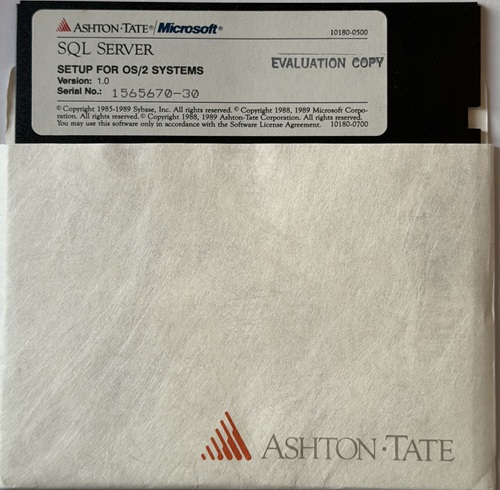 ASHTON·TATE®/Microsoft®
10180-0500
SQL SERVER
EVALUATION COPY
SETUP FOR OS/2 SYSTEMS
Version: 1.0
Serial No.: 1565670-30
© Copyright 1985-1989 Sybase, Inc. All rights reserved. © Copyright 1988, 1989 Microsoft Corpo-
ration. All rights reserved. © Copyright 1988, 1989 Ashton-Tate Corporation. All rights reserved.
You may use this software only in accordance with the Software License Agreement. 10180-0700
ASHTON·TATE